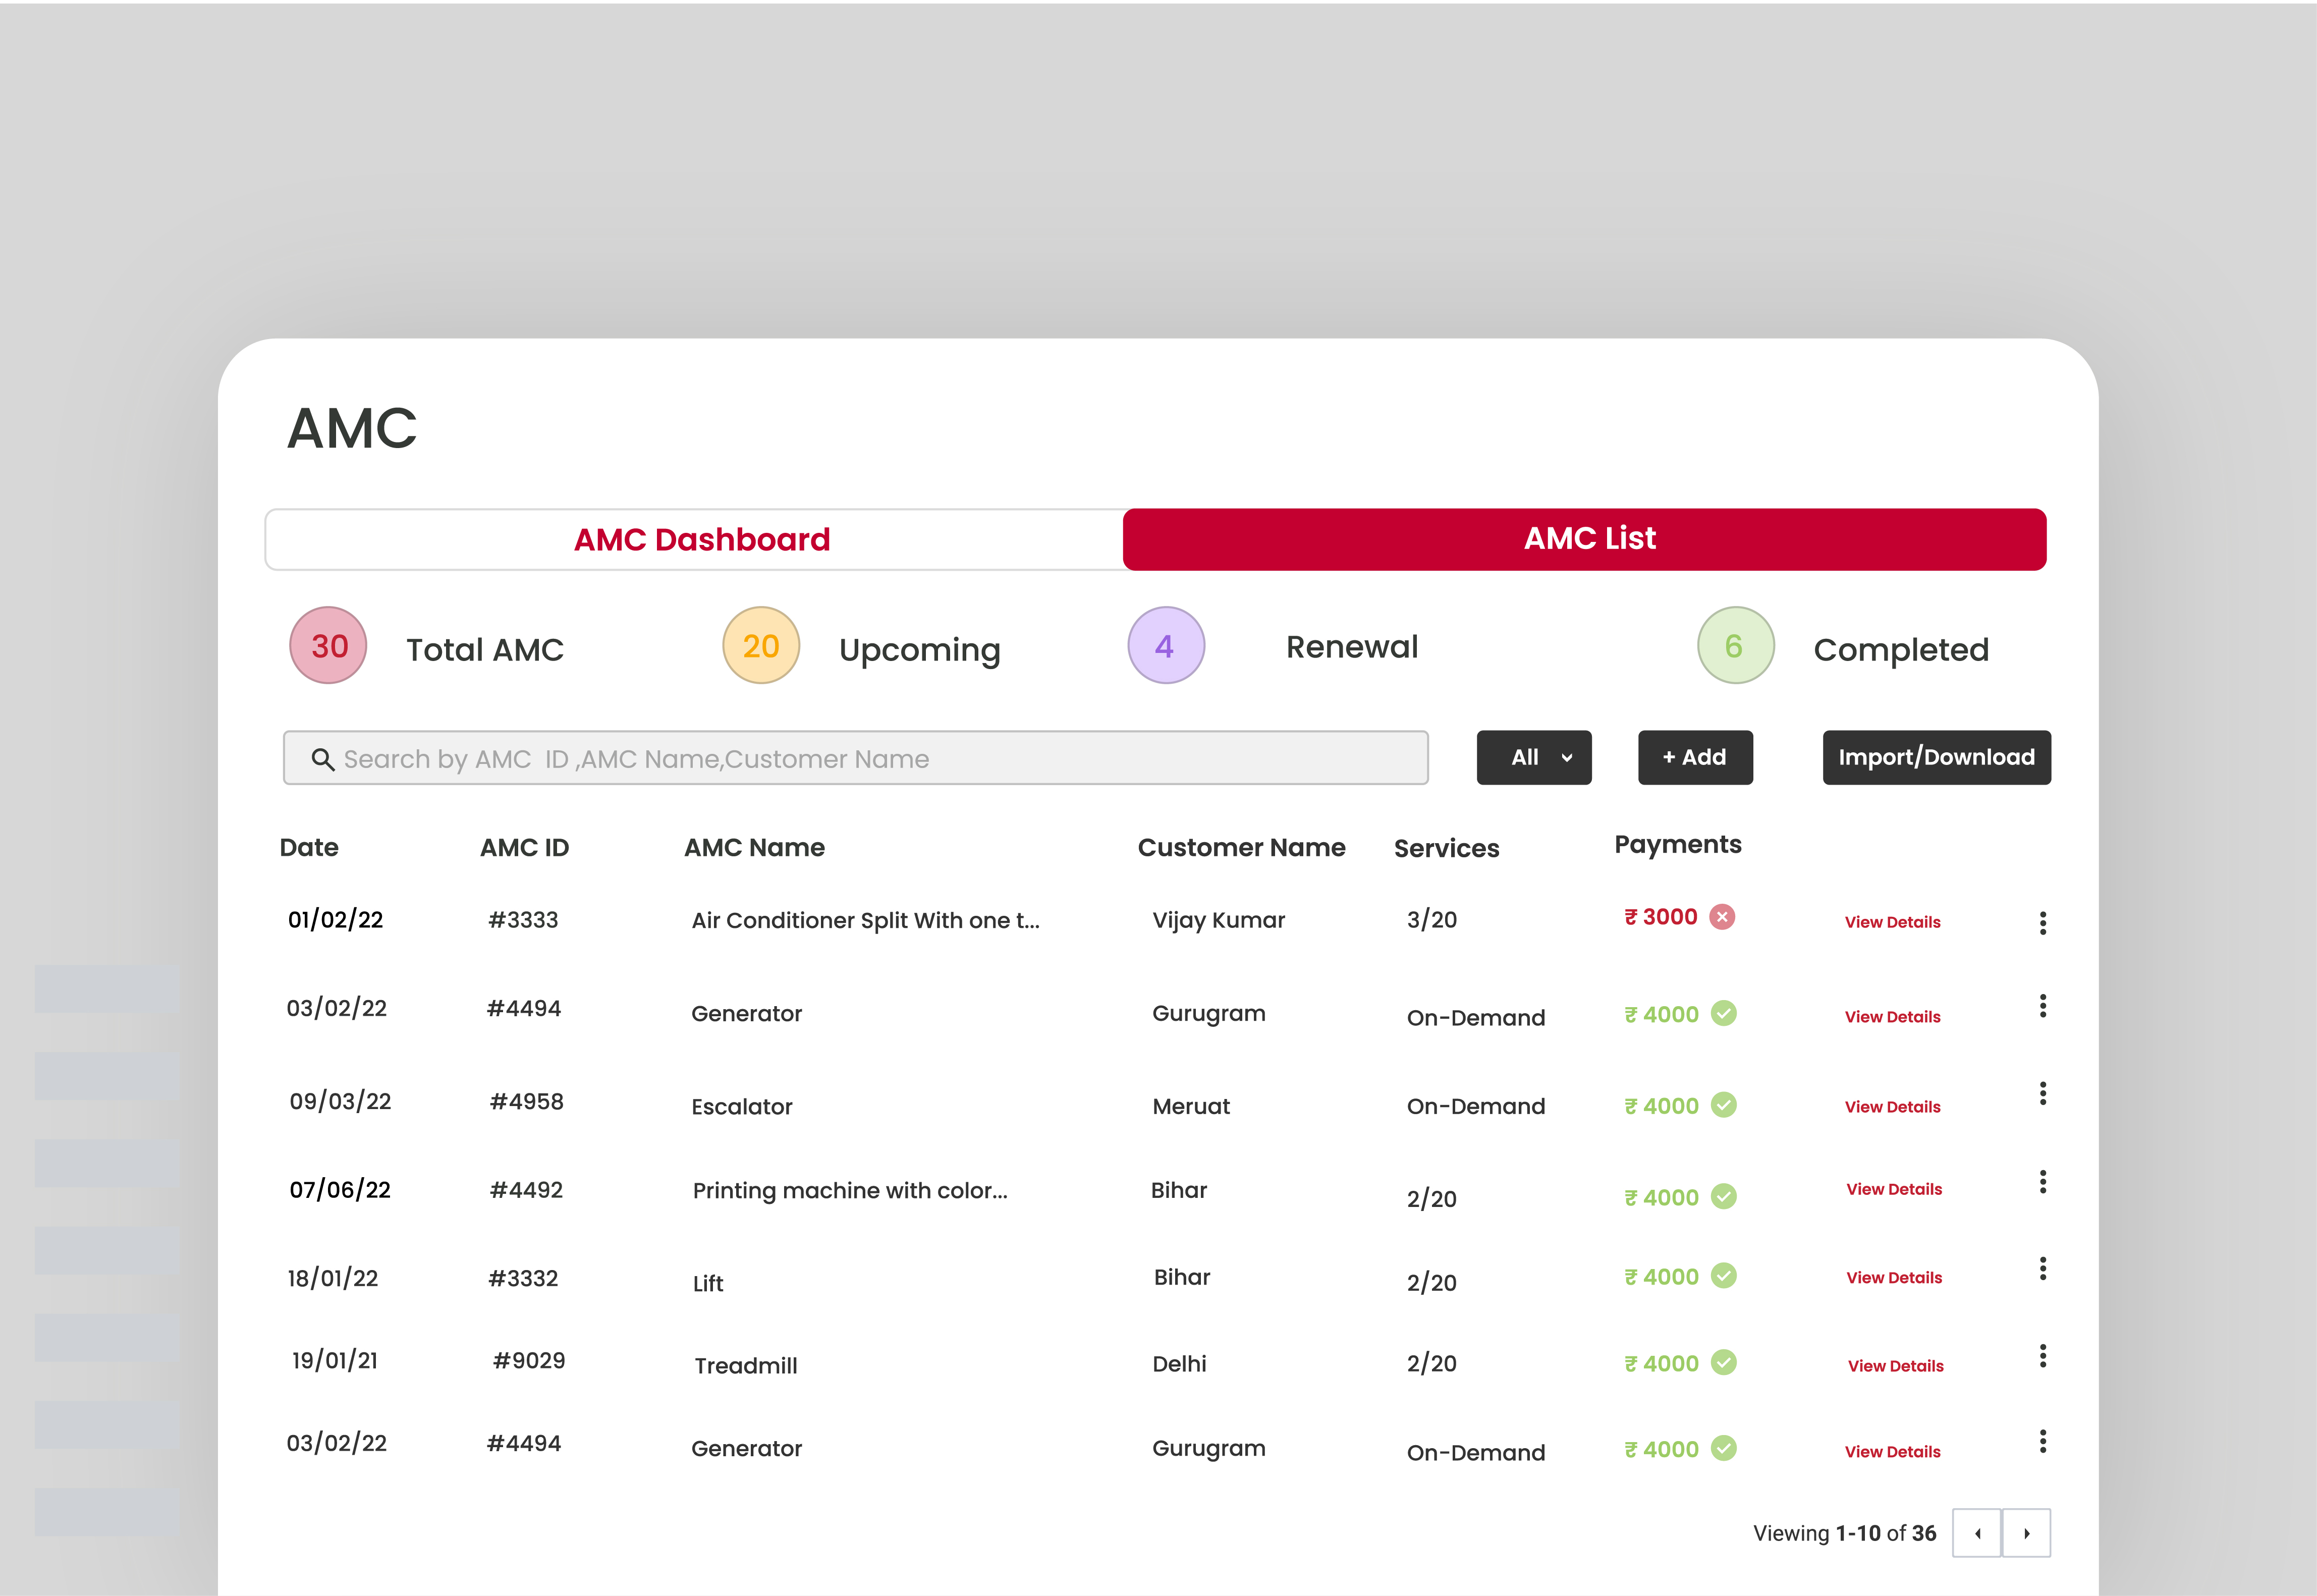 AMC
AMC Dashboard AMC List
30 Total AMC 20 Upcoming 4 Renewal 6 Completed
Search by AMC  ID ,AMC Name,Customer Name All + Add Import/Download
Date AMC ID AMC Name Customer Name Services Payments
01/02/22 #3333 Air Conditioner Split With one t... Vijay Kumar 3/20 ₹ 3000 View Details
03/02/22 #4494 Generator Gurugram On-Demand ₹ 4000 View Details
09/03/22 #4958 Escalator Meruat On-Demand ₹ 4000 View Details
07/06/22 #4492 Printing machine with color... Bihar 2/20 ₹ 4000 View Details
18/01/22 #3332 Lift Bihar 2/20 ₹ 4000 View Details
19/01/21 #9029 Treadmill Delhi 2/20 ₹ 4000 View Details
03/02/22 #4494 Generator Gurugram On-Demand ₹ 4000 View Details
Viewing 1-10 of 36